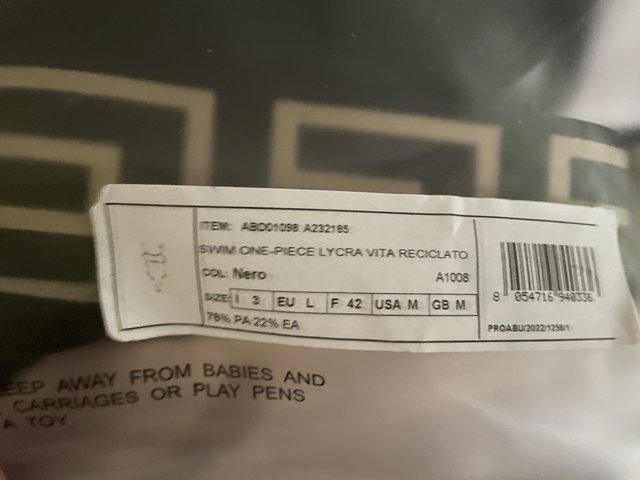 ITEM: ABD01098 A232185
SWIM ONE-PIECE LYCRA VITA RECICLATO
COL: Nero A1008
SIZE: I 3 EU L F 42 USA M GB M
78% PA 22% EA
8 054716 940336
PROABU/2022/1258/1
EEP AWAY FROM BABIES AND
CARRIAGES OR PLAY PENS
A TOY